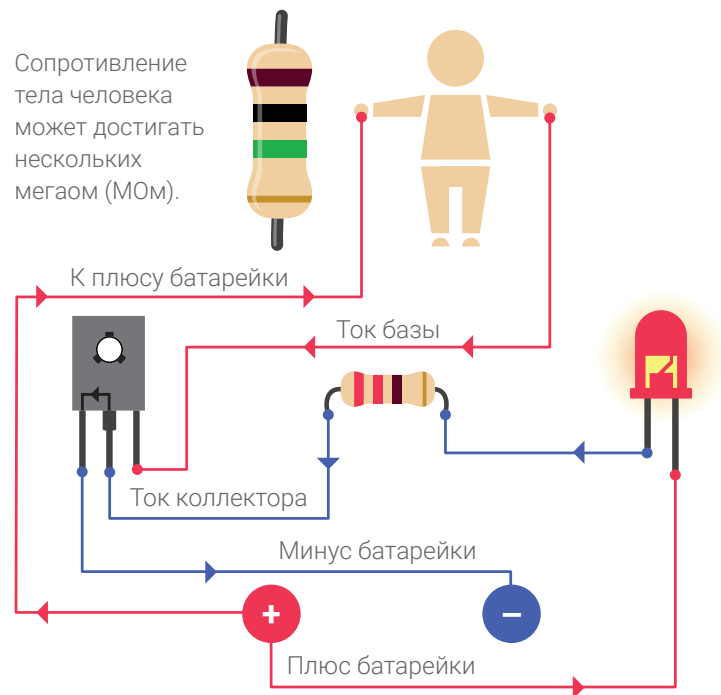 Сопротивление
тела человека
может достигать
нескольких
мегаом (МОм).
К плюсу батарейки
Ток базы
Ток коллектора
Минус батарейки
+
−
Плюс батарейки